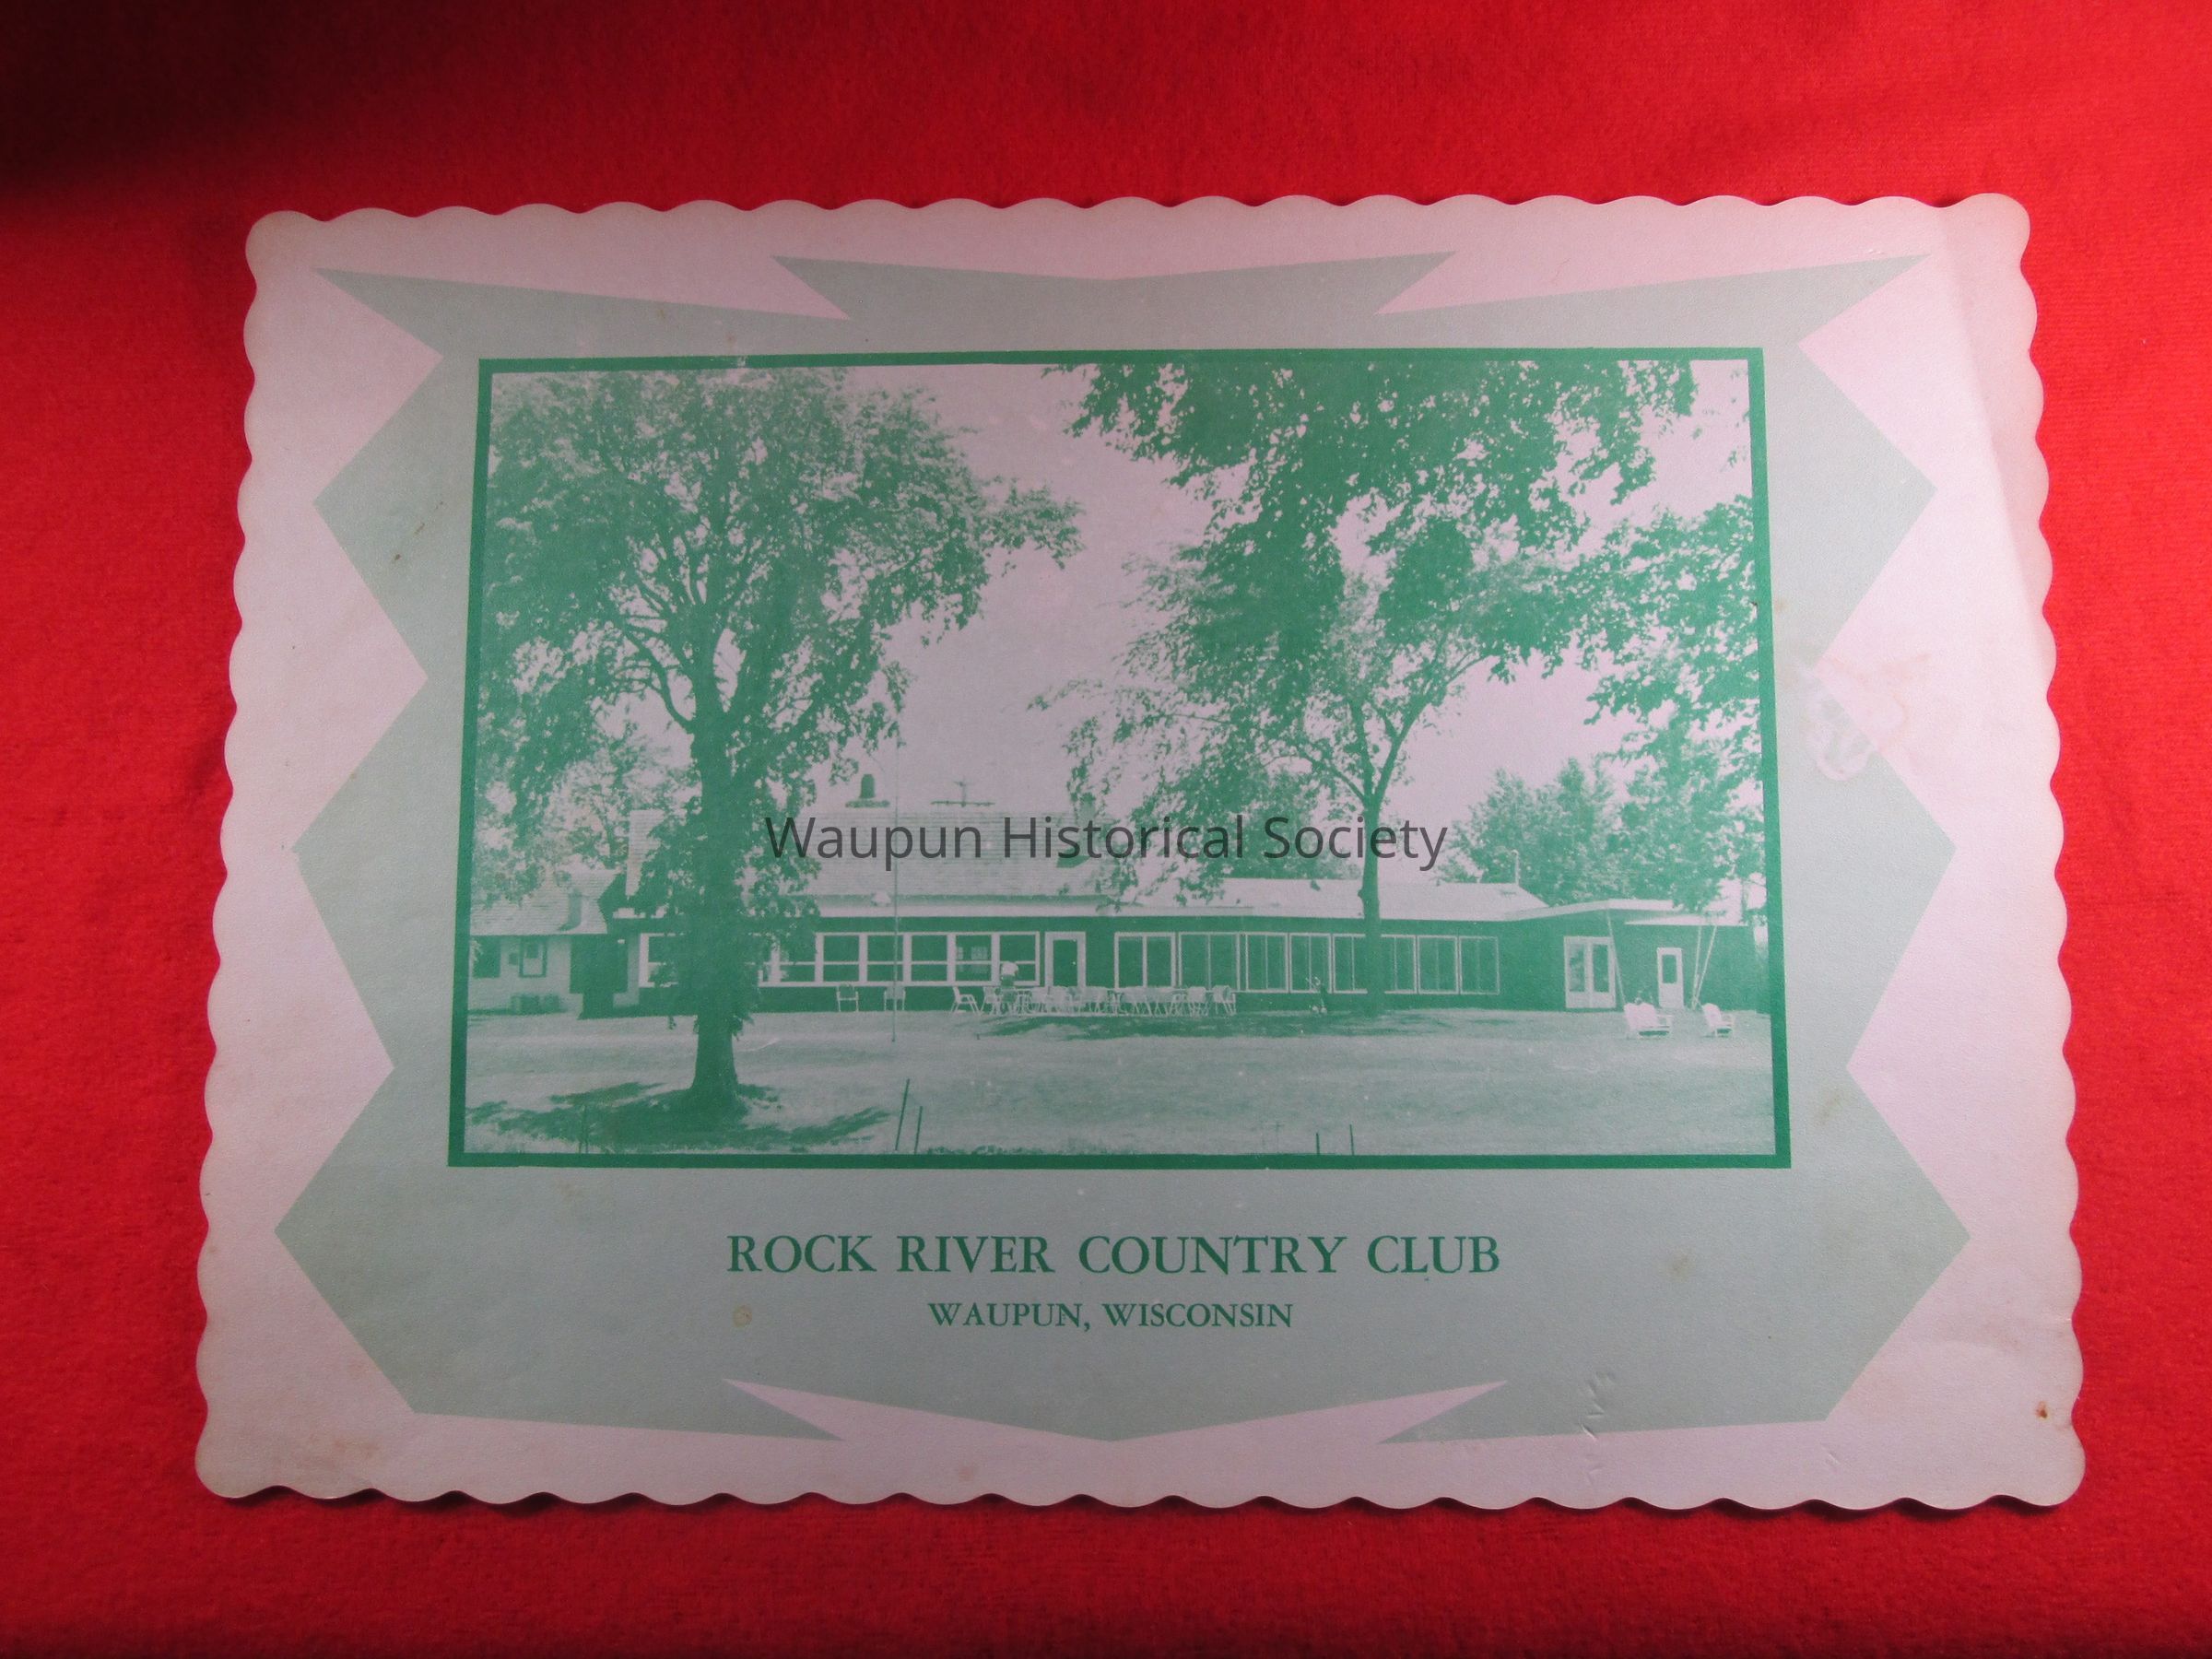 Waupun Historical Society
ROCK RIVER COUNTRY CLUB
WAUPUN, WISCONSIN